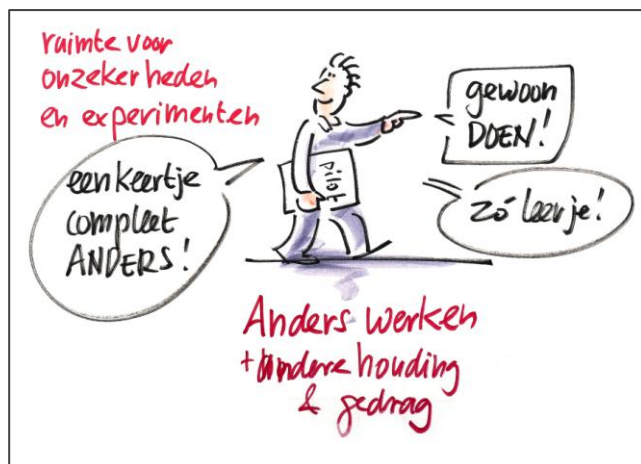 ruimte voor
onzekerheden
en experimenten
een keertje
compleet
ANDERS!
gewoon
DOEN!
zó leer je!
Pilot
Anders werken
+ andere houding
& gedrag